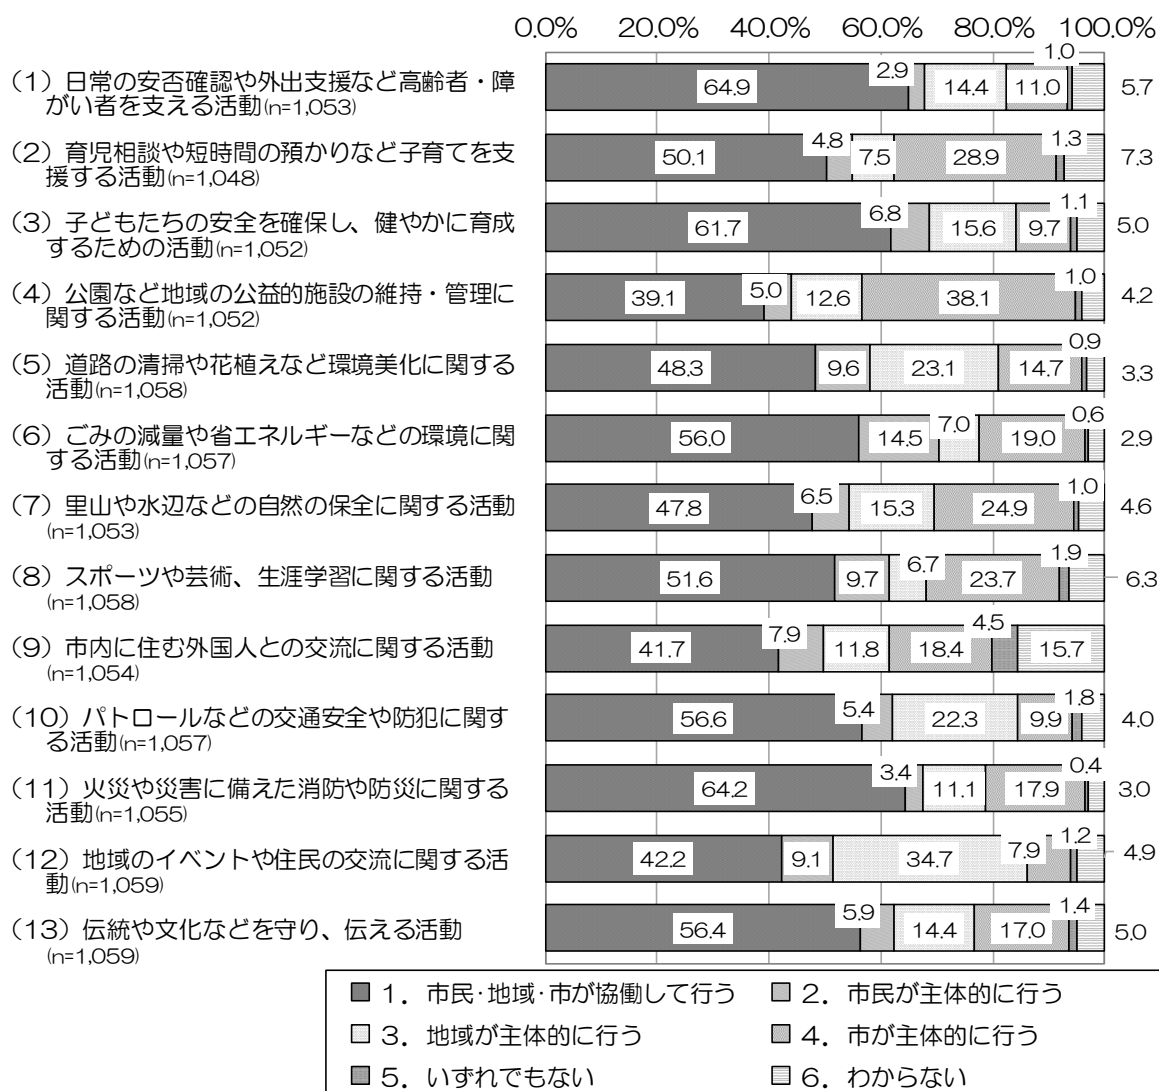 0.0% 20.0% 40.0% 60.0% 80.0% 100.0%
(1) 日常の安否確認や外出支援など高齢者・障
がい者を支える活動(n=1,053)
64.9 2.9 14.4 11.0 1.0 5.7
(2) 育児相談や短時間の預かりなど子育てを支
援する活動(n=1,048)
50.1 4.8 7.5 28.9 1.3 7.3
(3) 子どもたちの安全を確保し、健やかに育成
するための活動(n=1,052)
61.7 6.8 15.6 9.7 1.1 5.0
(4) 公園など地域の公益的施設の維持・管理に
関する活動(n=1,052)
39.1 5.0 12.6 38.1 1.0 4.2
(5) 道路の清掃や花植えなど環境美化に関する
活動(n=1,058)
48.3 9.6 23.1 14.7 0.9 3.3
(6) ごみの減量や省エネルギーなどの環境に関
する活動(n=1,057)
56.0 14.5 7.0 19.0 0.6 2.9
(7) 里山や水辺などの自然の保全に関する活動
(n=1,053)
47.8 6.5 15.3 24.9 1.0 4.6
(8) スポーツや芸術、生涯学習に関する活動
(n=1,058)
51.6 9.7 6.7 23.7 1.9 6.3
(9) 市内に住む外国人との交流に関する活動
(n=1,054)
41.7 7.9 11.8 18.4 4.5 15.7
(10) パトロールなどの交通安全や防犯に関す
る活動(n=1,057)
56.6 5.4 22.3 9.9 1.8 4.0
(11) 火災や災害に備えた消防や防災に関する
活動(n=1,055)
64.2 3.4 11.1 17.9 0.4 3.0
(12) 地域のイベントや住民の交流に関する活
動(n=1,059)
42.2 9.1 34.7 7.9 1.2 4.9
(13) 伝統や文化などを守り、伝える活動
(n=1,059)
56.4 5.9 14.4 17.0 1.4 5.0
1. 市民・地域・市が協働して行う 2. 市民が主体的に行う
3. 地域が主体的に行う 4. 市が主体的に行う
5. いずれでもない 6. わからない